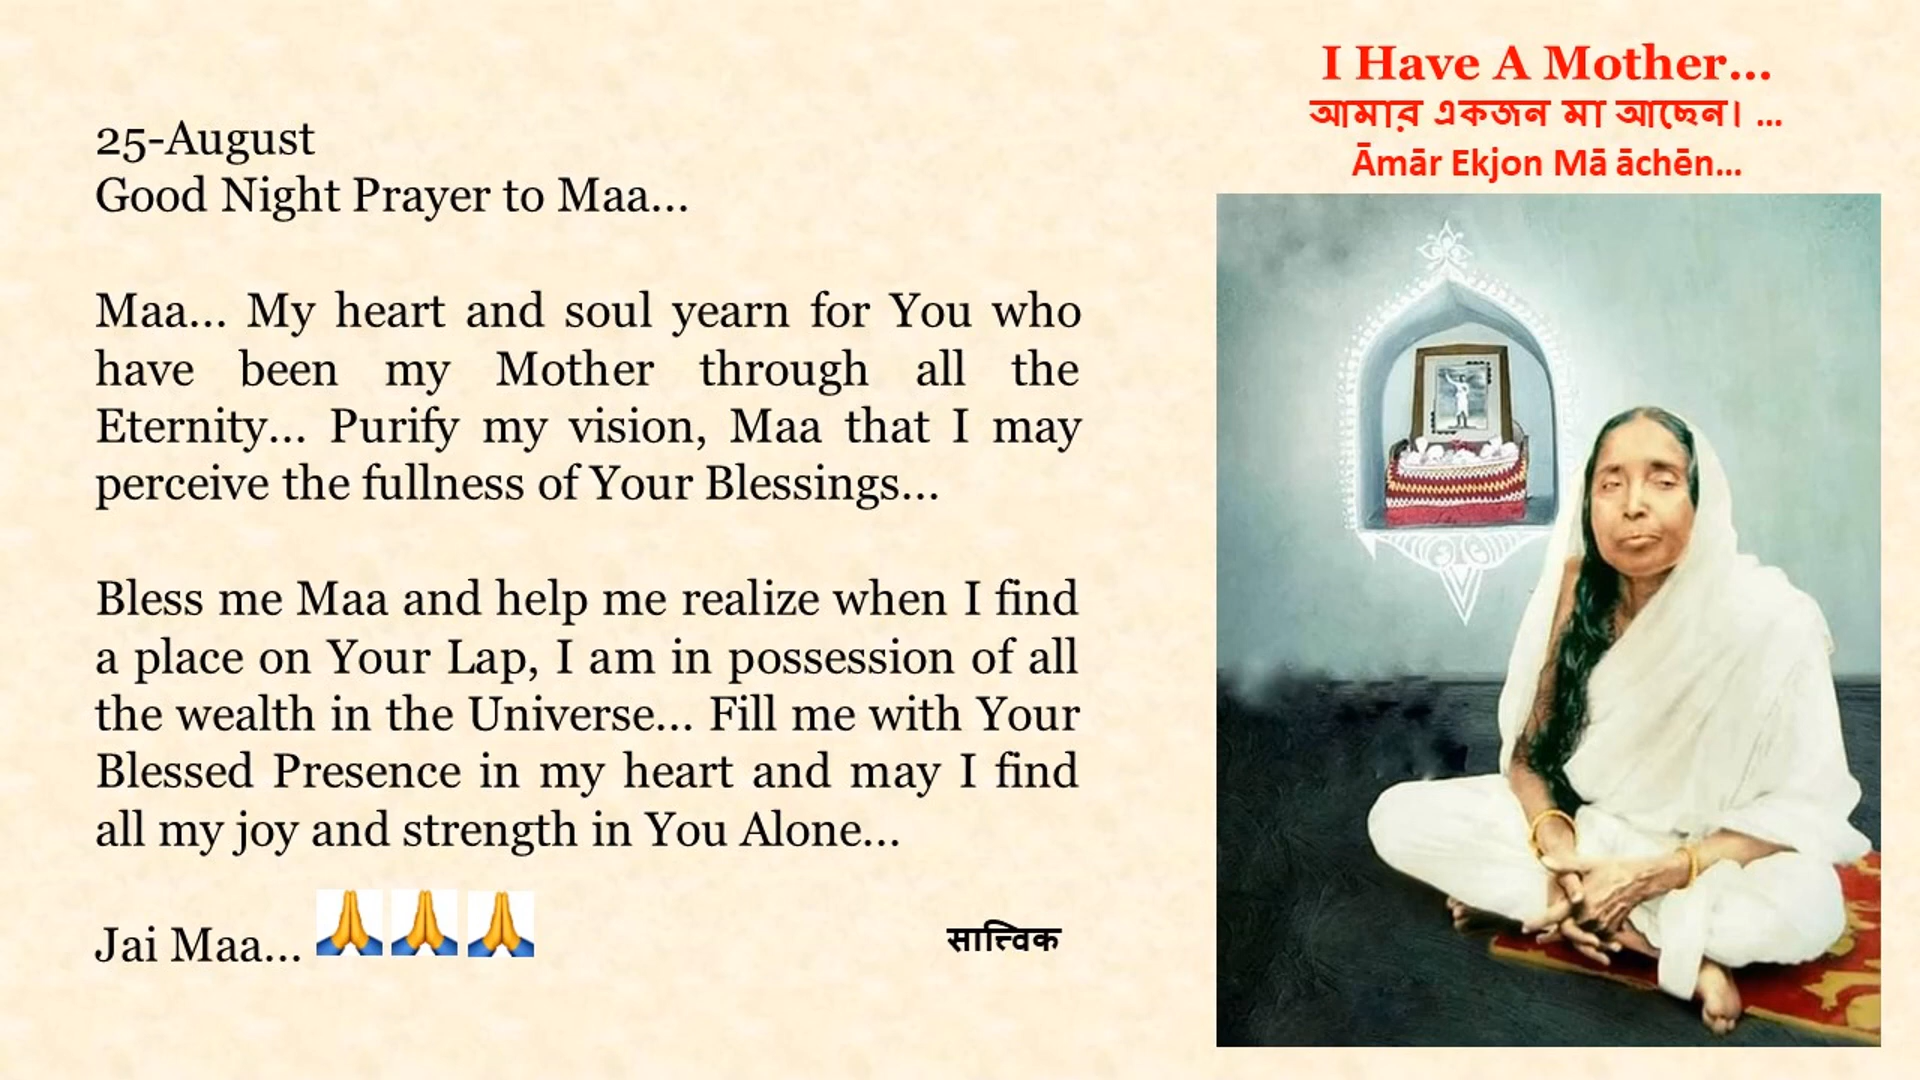 I Have A Mother...
আমার একজন মা আছেন। ...
Āmār Ekjon Mā āchēn...
25-August
Good Night Prayer to Maa...
Maa... My heart and soul yearn for You who
have been my Mother through all the
Eternity... Purify my vision, Maa that I may
perceive the fullness of Your Blessings...
Bless me Maa and help me realize when I find
a place on Your Lap, I am in possession of all
the wealth in the Universe... Fill me with Your
Blessed Presence in my heart and may I find
all my joy and strength in You Alone...
Jai Maa... 🙏🙏🙏
सात्त्विक